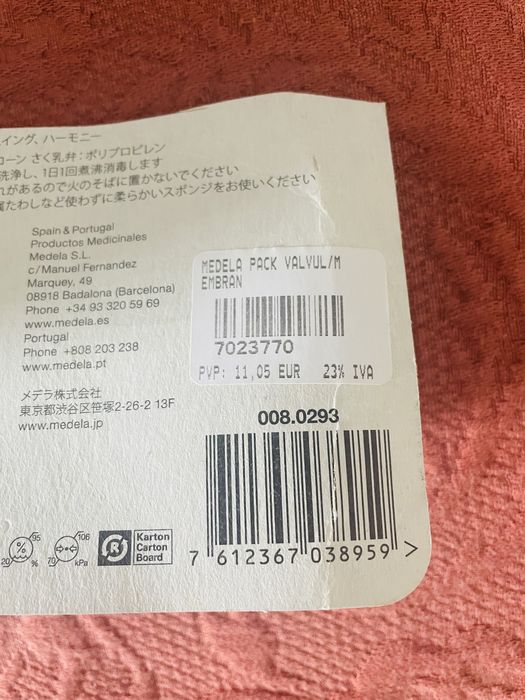 イング、ハーモニー
コーン さく乳弁：ポリプロピレン
洗浄し、1日1回煮沸消毒します
れがあるので火のそばに置かないでください
属たわしなど使わずに柔らかいスポンジをお使いください
Spain & Portugal
Productos Medicinales
Medela S.L.
c/Manuel Fernandez
Marquey, 49
08918 Badalona (Barcelona)
Phone +34 93 320 59 69
www.medela.es
Portugal
Phone +808 203 238
www.medela.pt
メデラ株式会社
東京都渋谷区笹塚2-26-2 13F
www.medela.jp
MEDELA PACK VALVUL/M
EMBRAN
7023770
PVP: 11,05 EUR 23% IVA
008.0293
7 612367 038959 >
20 % 95
70 kPa 106
R
Karton
Carton
Board